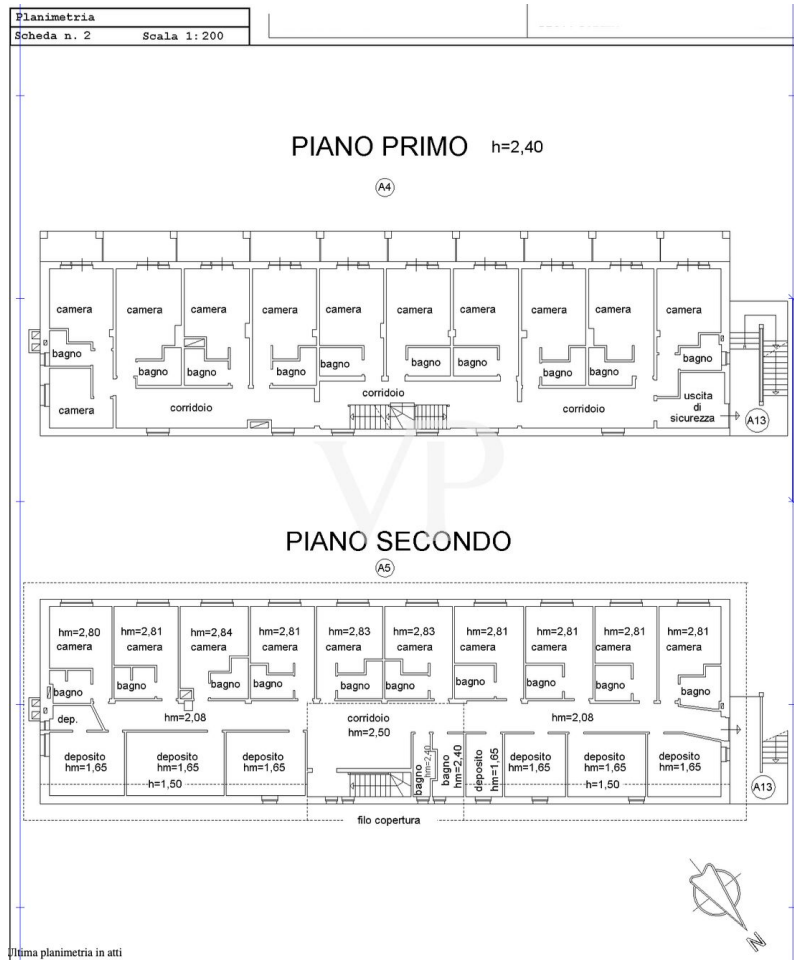 Planimetria
Scheda n. 2 Scala 1:200
PIANO PRIMO h=2,40
A4
camera camera camera camera camera camera camera camera camera camera
bagno bagno bagno bagno bagno bagno bagno bagno bagno bagno
camera corridoio corridoio corridoio uscita
di
sicurezza
A13
VP
PIANO SECONDO
A5
hm=2,80 hm=2,81 hm=2,84 hm=2,81 hm=2,83 hm=2,83 hm=2,81 hm=2,81 hm=2,81 hm=2,81
camera camera camera camera camera camera camera camera camera camera
bagno bagno bagno bagno bagno bagno bagno bagno bagno bagno
dep. hm=2,08 corridoio hm=2,08
hm=2,50
deposito deposito deposito bagno hm=2,40 bagno hm=2,40 deposito hm=1,65 deposito deposito deposito
hm=1,65 hm=1,65 hm=1,65 hm=1,65 hm=1,65 hm=1,65
h=1,50 h=1,50
A13
filo copertura
N
Ultima planimetria in atti